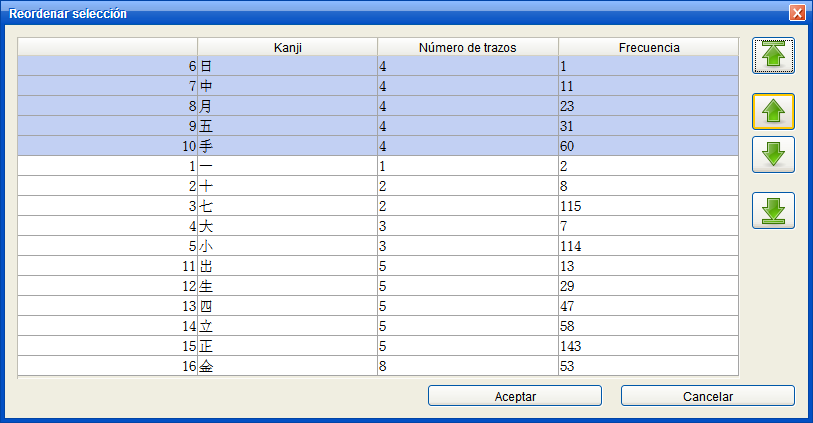 Reordenar selección
Kanji Número de trazos Frecuencia
6 日 4 1
7 中 4 11
8 月 4 23
9 五 4 31
10 手 4 60
1 一 1 2
2 十 2 8
3 七 2 115
4 大 3 7
5 小 3 114
11 出 5 13
12 生 5 29
13 四 5 47
14 立 5 58
15 正 5 143
16 金 8 53
Aceptar Cancelar